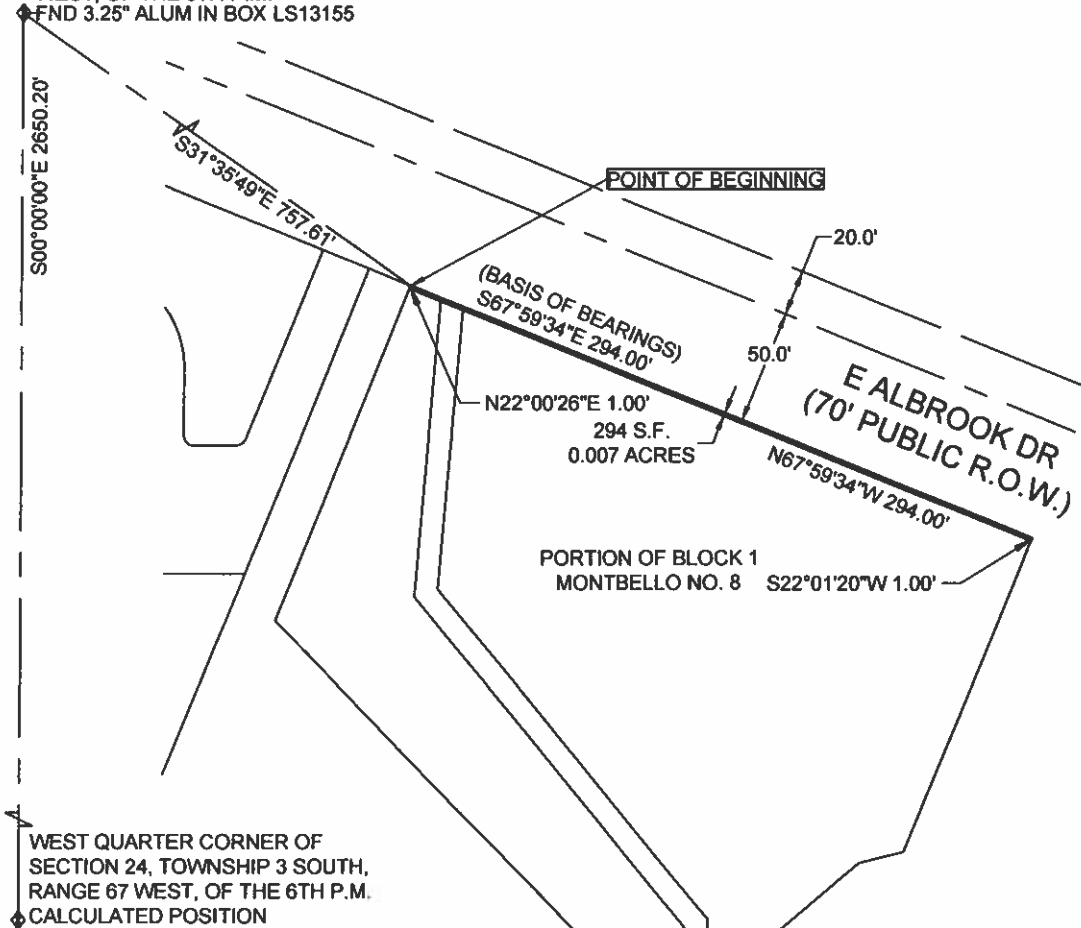 FND 3.25" ALUM IN BOX LS13155
S00°00'00"E 2650.20'
S31°35'49"E 757.61'
POINT OF BEGINNING
20.0'
(BASIS OF BEARINGS)
S67°59'34"E 294.00'
50.0'
E ALBROOK DR
(70' PUBLIC R.O.W.)
N22°00'26"E 1.00'
294 S.F.
0.007 ACRES
N67°59'34"W 294.00'
PORTION OF BLOCK 1
MONTBELLO NO. 8
S22°01'20"W 1.00'
WEST QUARTER CORNER OF
SECTION 24, TOWNSHIP 3 SOUTH,
RANGE 67 WEST, OF THE 6TH P.M.
CALCULATED POSITION